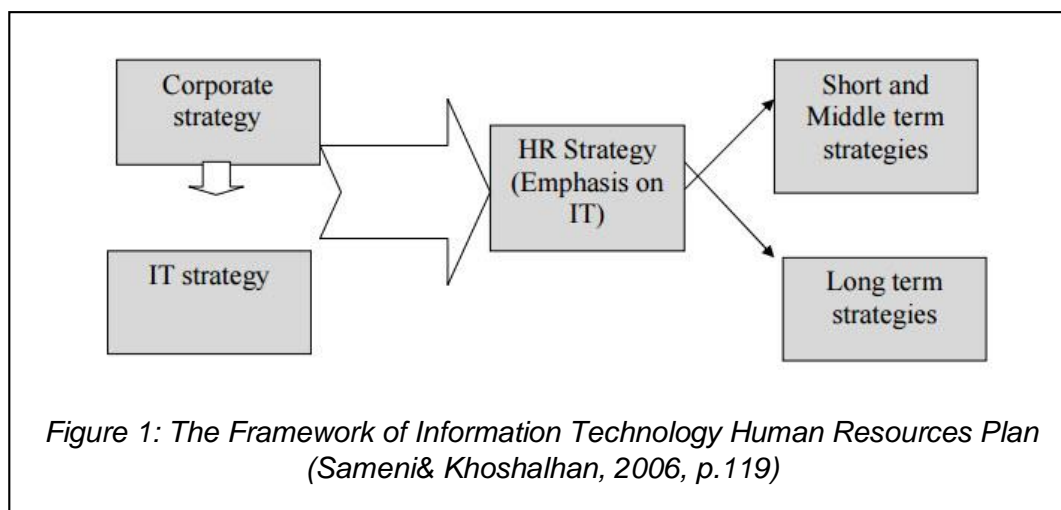 Corporate
strategy
IT strategy
HR Strategy
(Emphasis on
IT)
Short and
Middle term
strategies
Long term
strategies
Figure 1: The Framework of Information Technology Human Resources Plan
(Sameni& Khoshalhan, 2006, p.119)